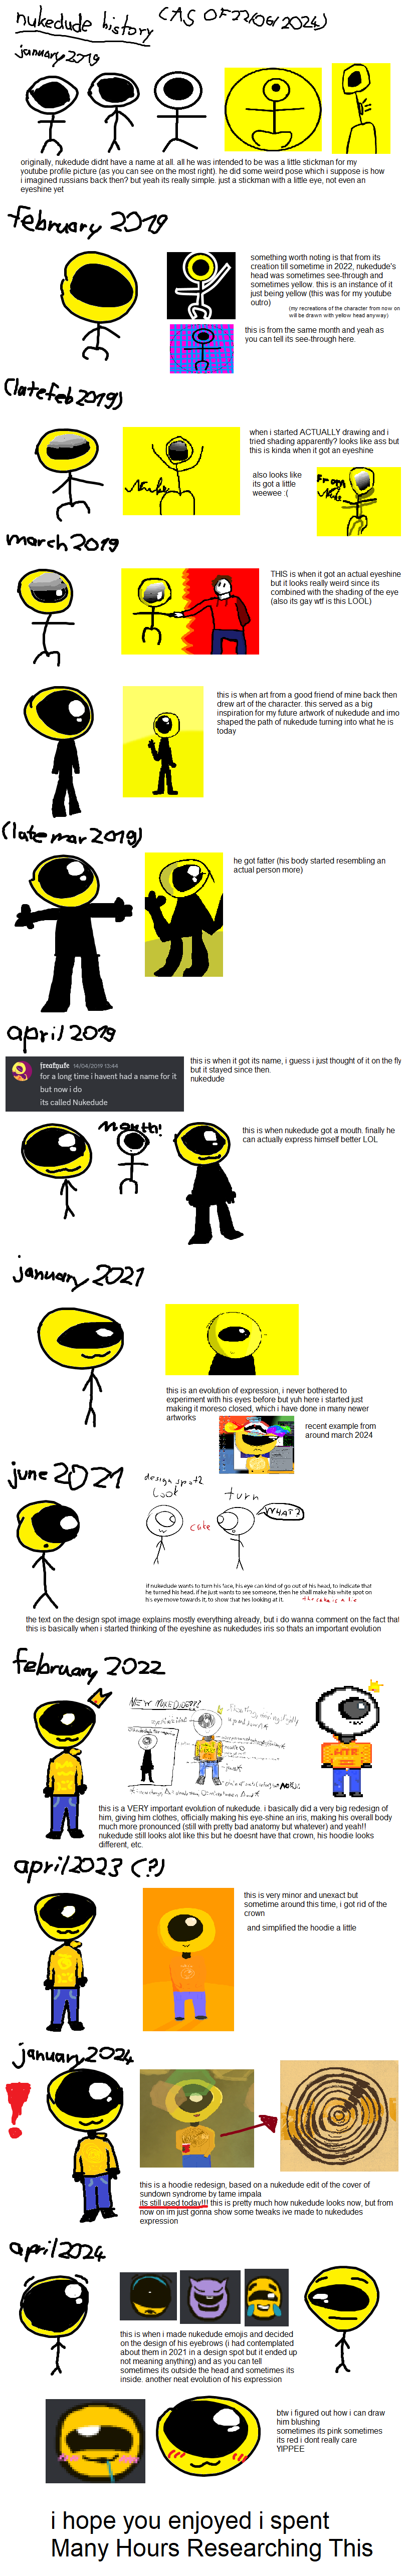 nukedude history
(AS OF 22/06/2024)
january 2019
originally, nukedude didnt have a name at all. all he was intended to be was a little stickman for my
youtube profile picture (as you can see on the most right). he did some weird pose which i suppose is how
i imagined russians back then? but yeah its really simple. just a stickman with a little eye, not even an
eyeshine yet
february 2019
something worth noting is that from its
creation till sometime in 2022, nukedude's
head was sometimes see-through and
sometimes yellow. this is an instance of it
just being yellow (this was for my youtube
outro)
(my recreations of the character from now on
will be drawn with yellow head anyway)
this is from the same month and yeah as
you can tell its see-through here.
(late feb 2019)
when i started ACTUALLY drawing and i
tried shading apparently? looks like ass but
this is kinda when it got an eyeshine
also looks like
its got a little
weewee :(
Nuke
From
Nuke
march 2019
THIS is when it got an actual eyeshine
but it looks really weird since its
combined with the shading of the eye
(also its gay wtf is this LOOL)
this is when art from a good friend of mine back then
drew art of the character. this served as a big
inspiration for my future artwork of nukedude and imo
shaped the path of nukedude turning into what he is
today
(late mar 2019)
he got fatter (his body started resembling an
actual person more)
april 2019
freakyufe 14/04/2019 13:44
for a long time i havent had a name for it
but now i do
its called Nukedude
this is when it got its name, i guess i just thought of it on the fly
but it stayed since then.
nukedude
mouth!
this is when nukedude got a mouth. finally he
can actually express himself better LOL
january 2021
this is an evolution of expression, i never bothered to
experiment with his eyes before but yuh here i started just
making it moreso closed, which i have done in many newer
artworks
recent example from
around march 2024
june 2021
design spot2
look
turn
cake
WHAT?
if nukedude wants to turn his face, his eye can kind of go out of his head, to indicate that
he turned his head. if he just wants to see someone, then he shall make his white spot on
his eye move towards it, to show that hes looking at it.
the cake is a lie
the text on the design spot image explains mostly everything already, but i do wanna comment on the fact that
this is basically when i started thinking of the eyeshine as nukedudes iris so thats an important evolution
february 2022
NEW NUKEDUDE??
HTR
this is a VERY important evolution of nukedude. i basically did a very big redesign of
him, giving him clothes, officially making his eye-shine an iris, making his overall body
much more pronounced (still with pretty bad anatomy but whatever) and yeah!!
nukedude still looks alot like this but he doesnt have that crown, his hoodie looks
different, etc.
april 2023 (?)
this is very minor and unexact but
sometime around this time, i got rid of the
crown
and simplified the hoodie a little
january 2024
this is a hoodie redesign, based on a nukedude edit of the cover of
sundown syndrome by tame impala
its still used today!!! this is pretty much how nukedude looks now, but from
now on im just gonna show some tweaks ive made to nukedudes
expression
april 2024
this is when i made nukedude emojis and decided
on the design of his eyebrows (i had contemplated
about them in 2021 in a design spot but it ended up
not meaning anything) and as you can tell
sometimes its outside the head and sometimes its
inside. another neat evolution of his expression
btw i figured out how i can draw
him blushing
sometimes its pink sometimes
its red i dont really care
YIPPEE
i hope you enjoyed i spent
Many Hours Researching This